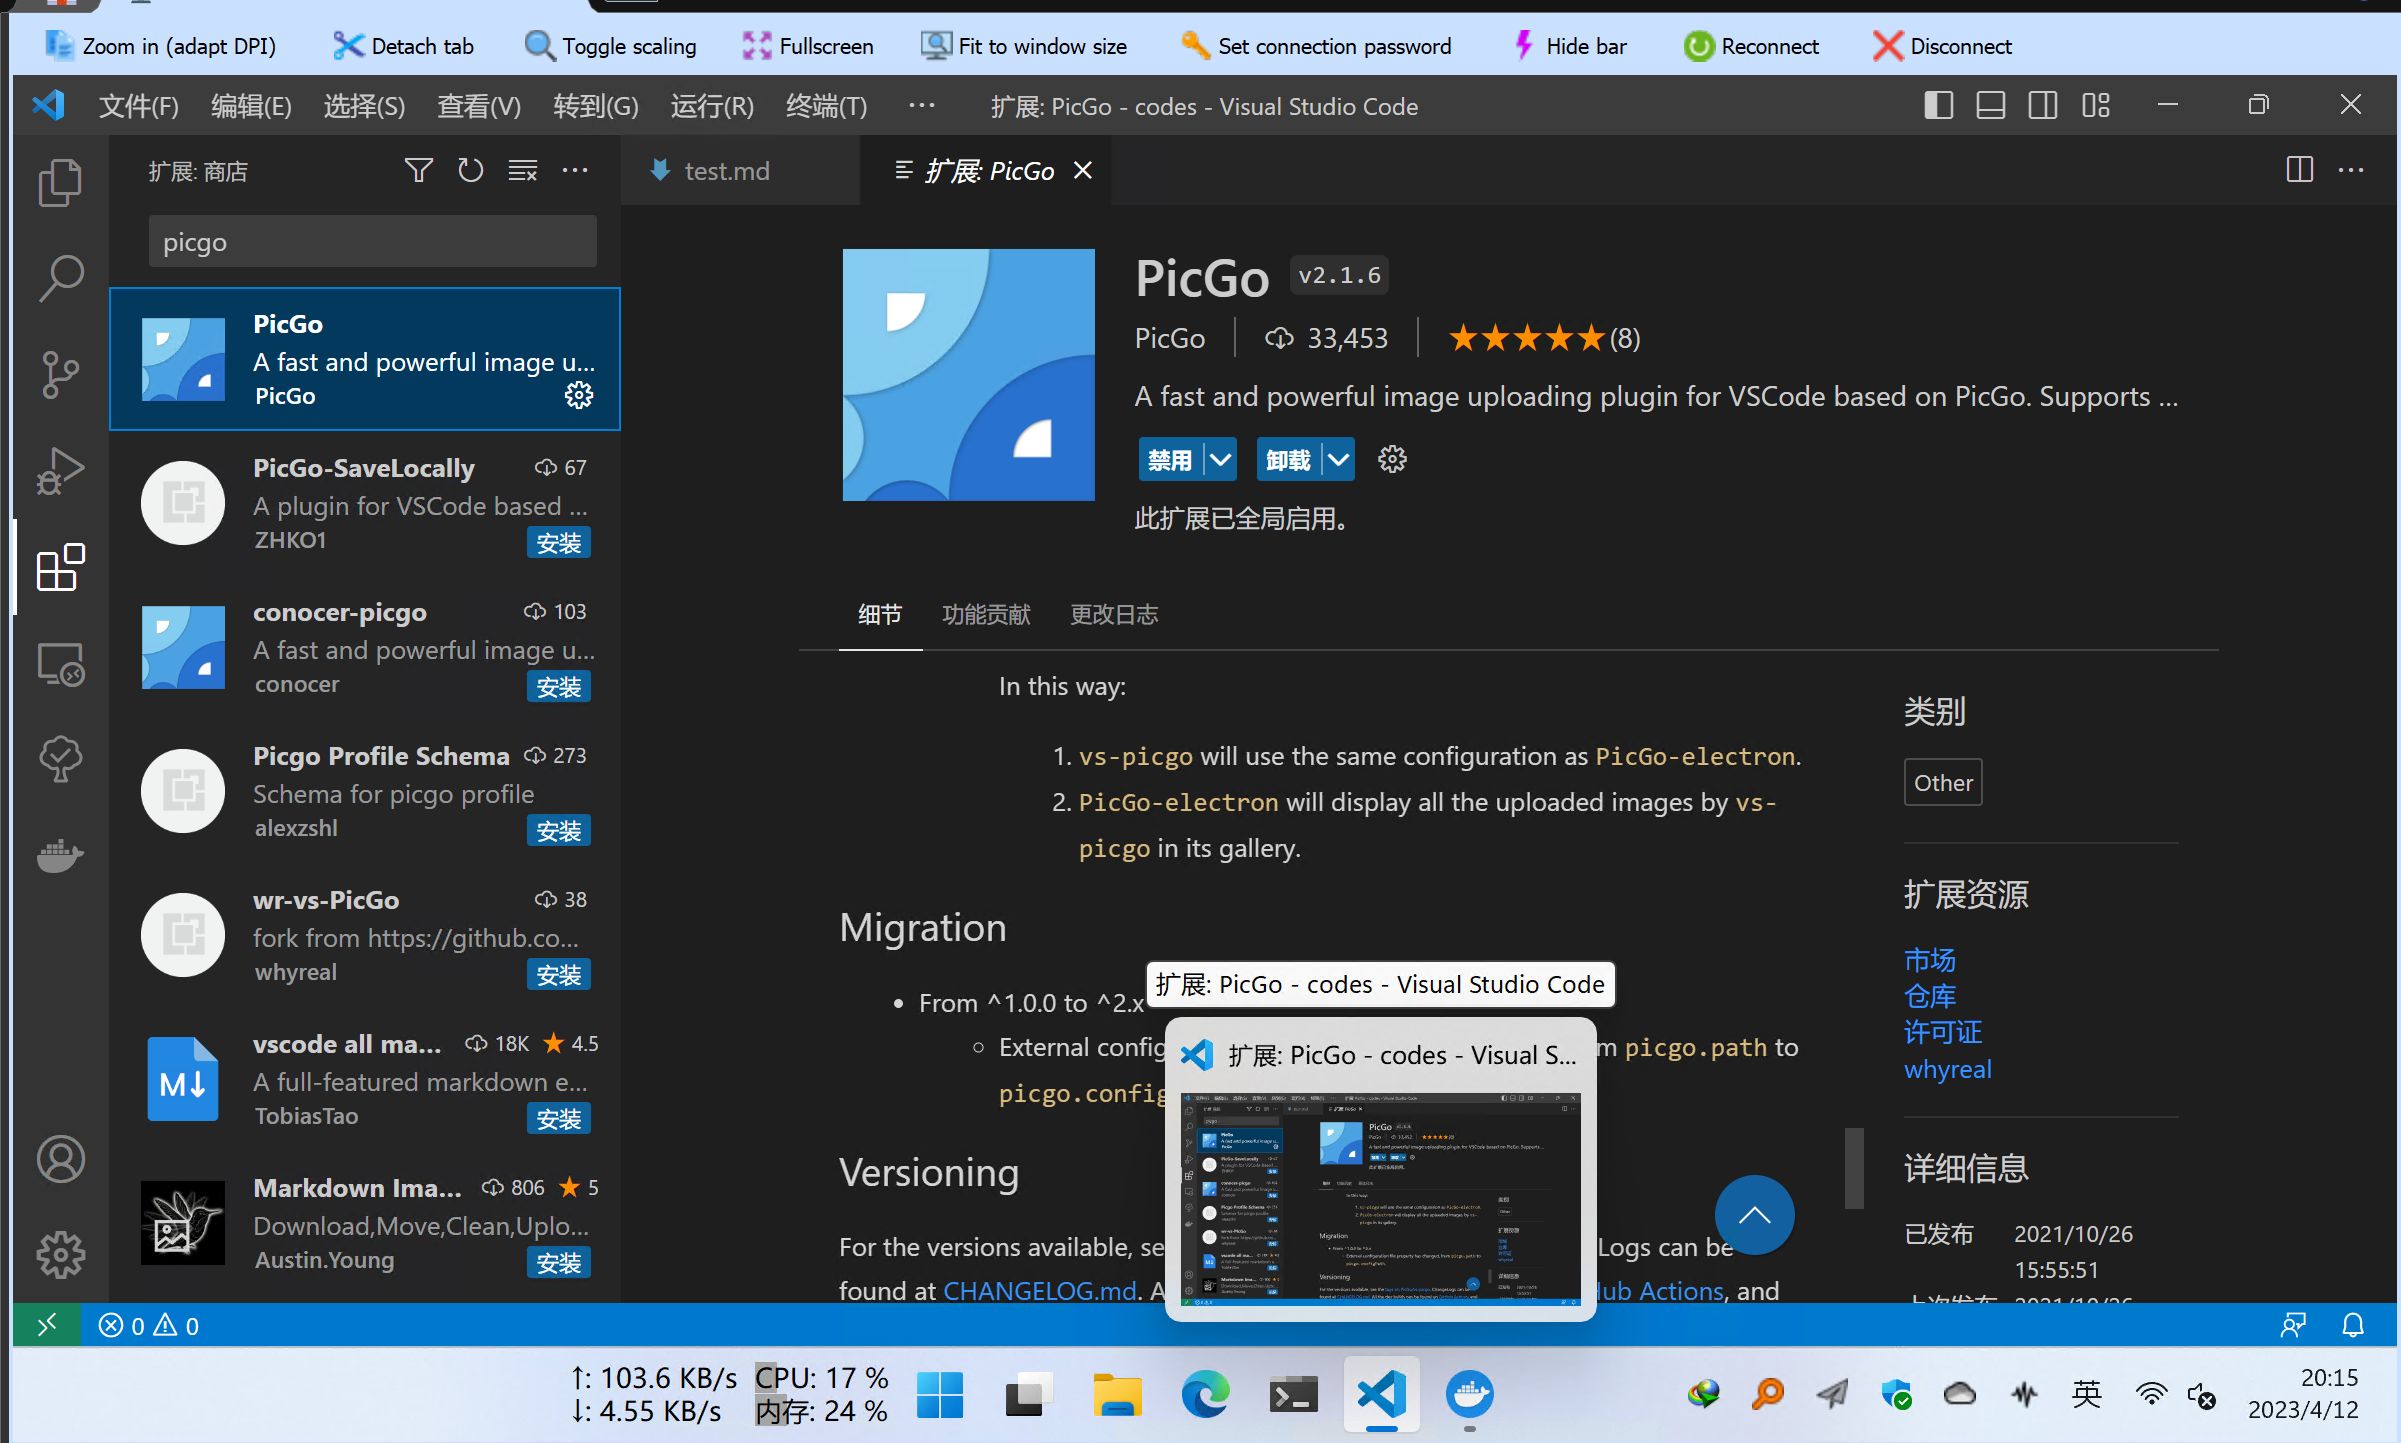 Zoom in (adapt DPI) Detach tab Toggle scaling Fullscreen Fit to window size Set connection password Hide bar Reconnect Disconnect
文件(F) 编辑(E) 选择(S) 查看(V) 转到(G) 运行(R) 终端(T) ··· 扩展: PicGo - codes - Visual Studio Code
扩展: 商店
test.md
扩展: PicGo
picgo
PicGo
A fast and powerful image u...
PicGo
PicGo-SaveLocally 67
A plugin for VSCode based ...
ZHKO1 安装
conocer-picgo 103
A fast and powerful image u...
conocer 安装
Picgo Profile Schema 273
Schema for picgo profile
alexzshl 安装
wr-vs-PicGo 38
fork from https://github.co...
whyreal 安装
vscode all ma... 18K ★ 4.5
A full-featured markdown e...
TobiasTao 安装
Markdown Ima... 806 ★ 5
Download,Move,Clean,Uplo...
Austin.Young 安装
PicGo v2.1.6
PicGo 33,453 ★★★★★(8)
A fast and powerful image uploading plugin for VSCode based on PicGo. Supports ...
禁用 卸载
此扩展已全局启用。
细节 功能贡献 更改日志
In this way:
1. vs-picgo will use the same configuration as PicGo-electron.
2. PicGo-electron will display all the uploaded images by vs-
picgo in its gallery.
Migration
• From ^1.0.0 to ^2.x
扩展: PicGo - codes - Visual Studio Code
External config
m picgo.path to
picgo.config
扩展: PicGo - codes - Visual S...
Versioning
For the versions available, se
Logs can be
found at CHANGELOG.md. A
ub Actions, and
类别
Other
扩展资源
市场
仓库
许可证
whyreal
详细信息
已发布 2021/10/26
15:55:51
0 0
↑: 103.6 KB/s CPU: 17 %
↓: 4.55 KB/s 内存: 24 %
英
20:15
2023/4/12